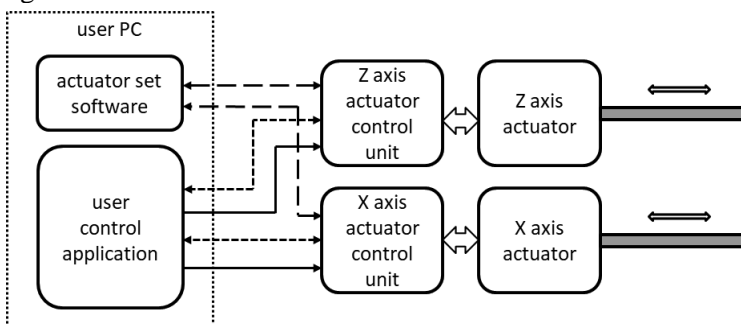 user PC
actuator set
software
user
control
application
Z axis
actuator
control
unit
Z axis
actuator
X axis
actuator
control
unit
X axis
actuator